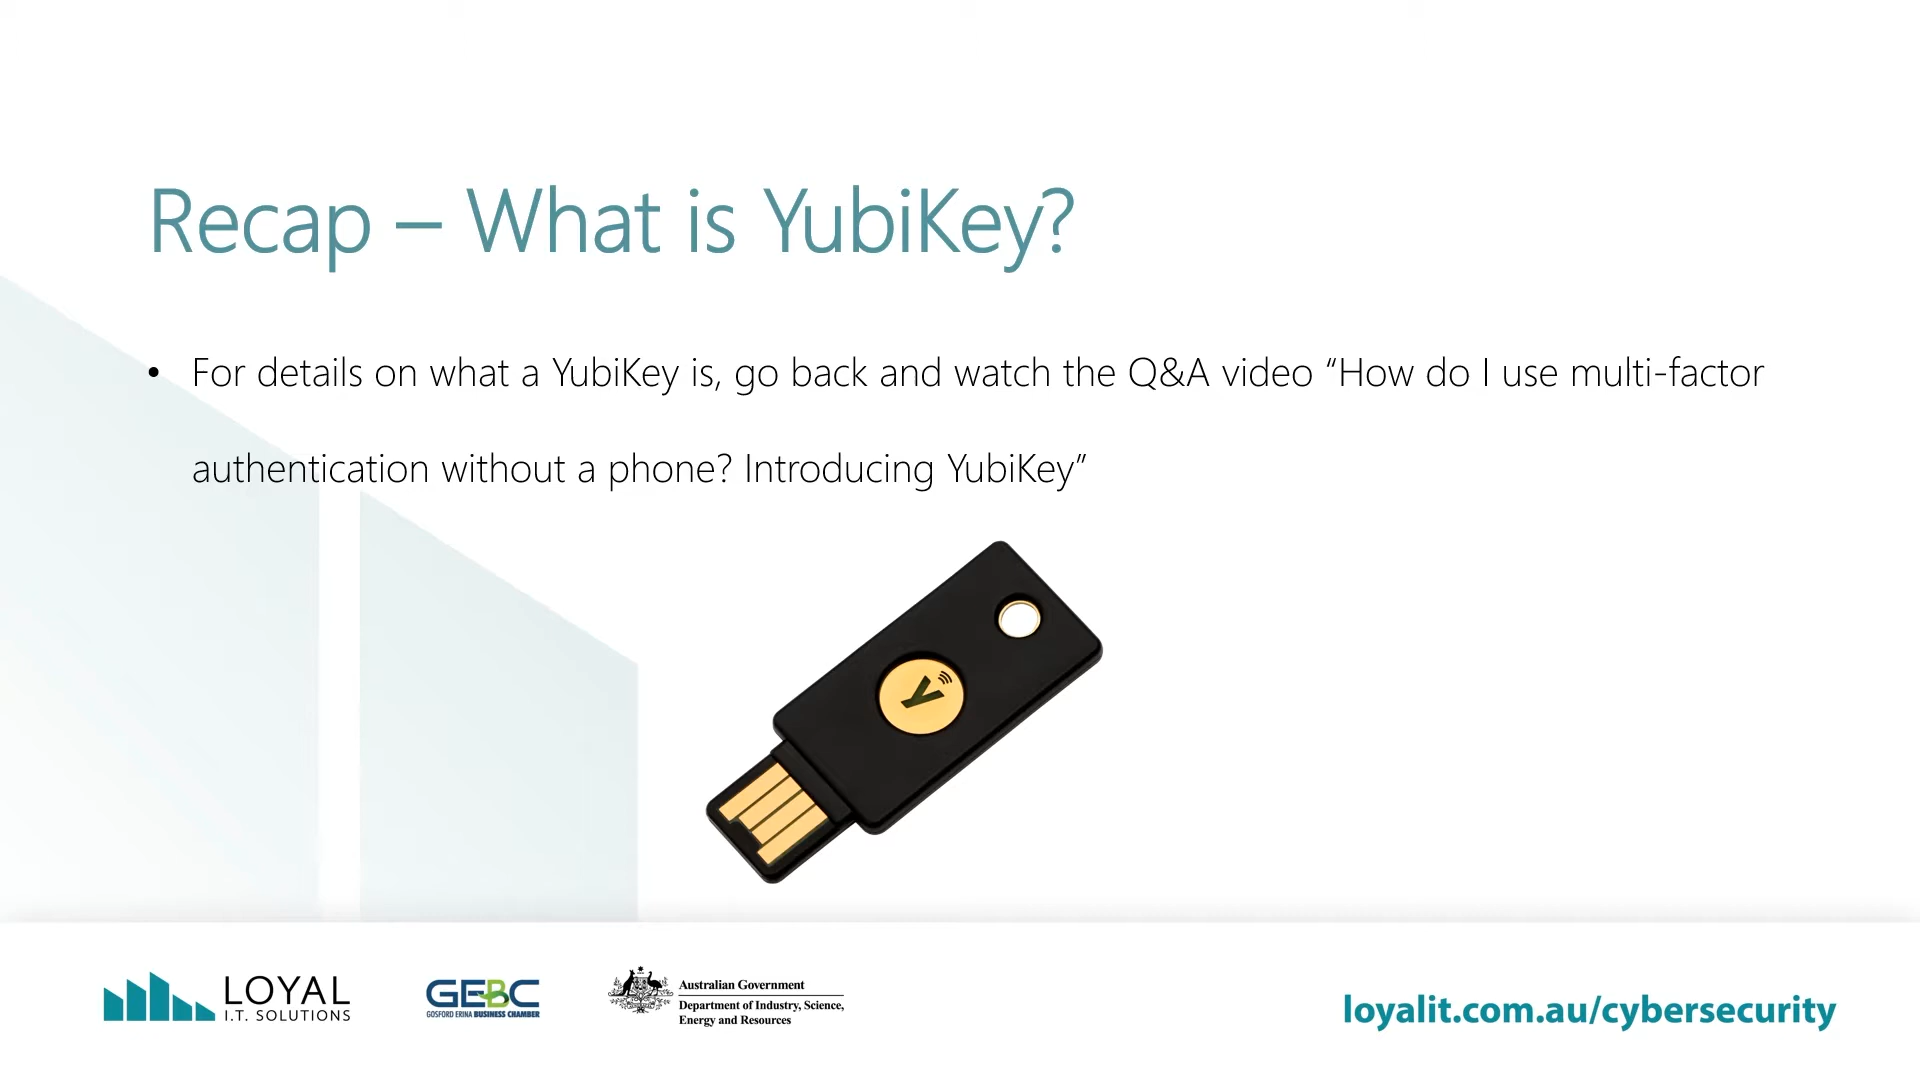 Recap – What is YubiKey?
• For details on what a YubiKey is, go back and watch the Q&A video “How do I use multi-factor
authentication without a phone? Introducing YubiKey”
y
LOYAL
I.T. SOLUTIONS
GEBC
GOSFORD ERINA BUSINESS CHAMBER
Australian Government
Department of Industry, Science,
Energy and Resources
loyalit.com.au/cybersecurity